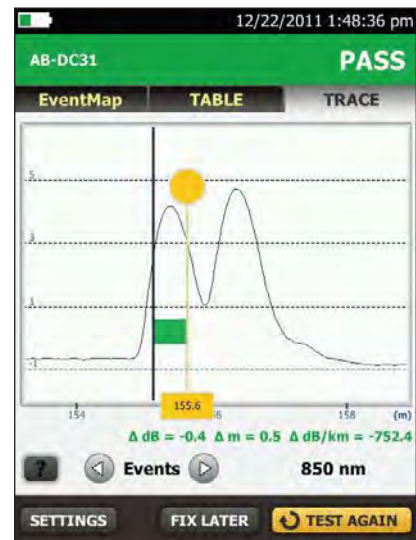 12/22/2011 1:48:36 pm
AB-DC31 PASS
EventMap TABLE TRACE
5
3
1
-1
154 155.6 56 158 (m)
Δ dB = -0.4 Δ m = 0.5 Δ dB/km = -752.4
? Events 850 nm
SETTINGS FIX LATER TEST AGAIN